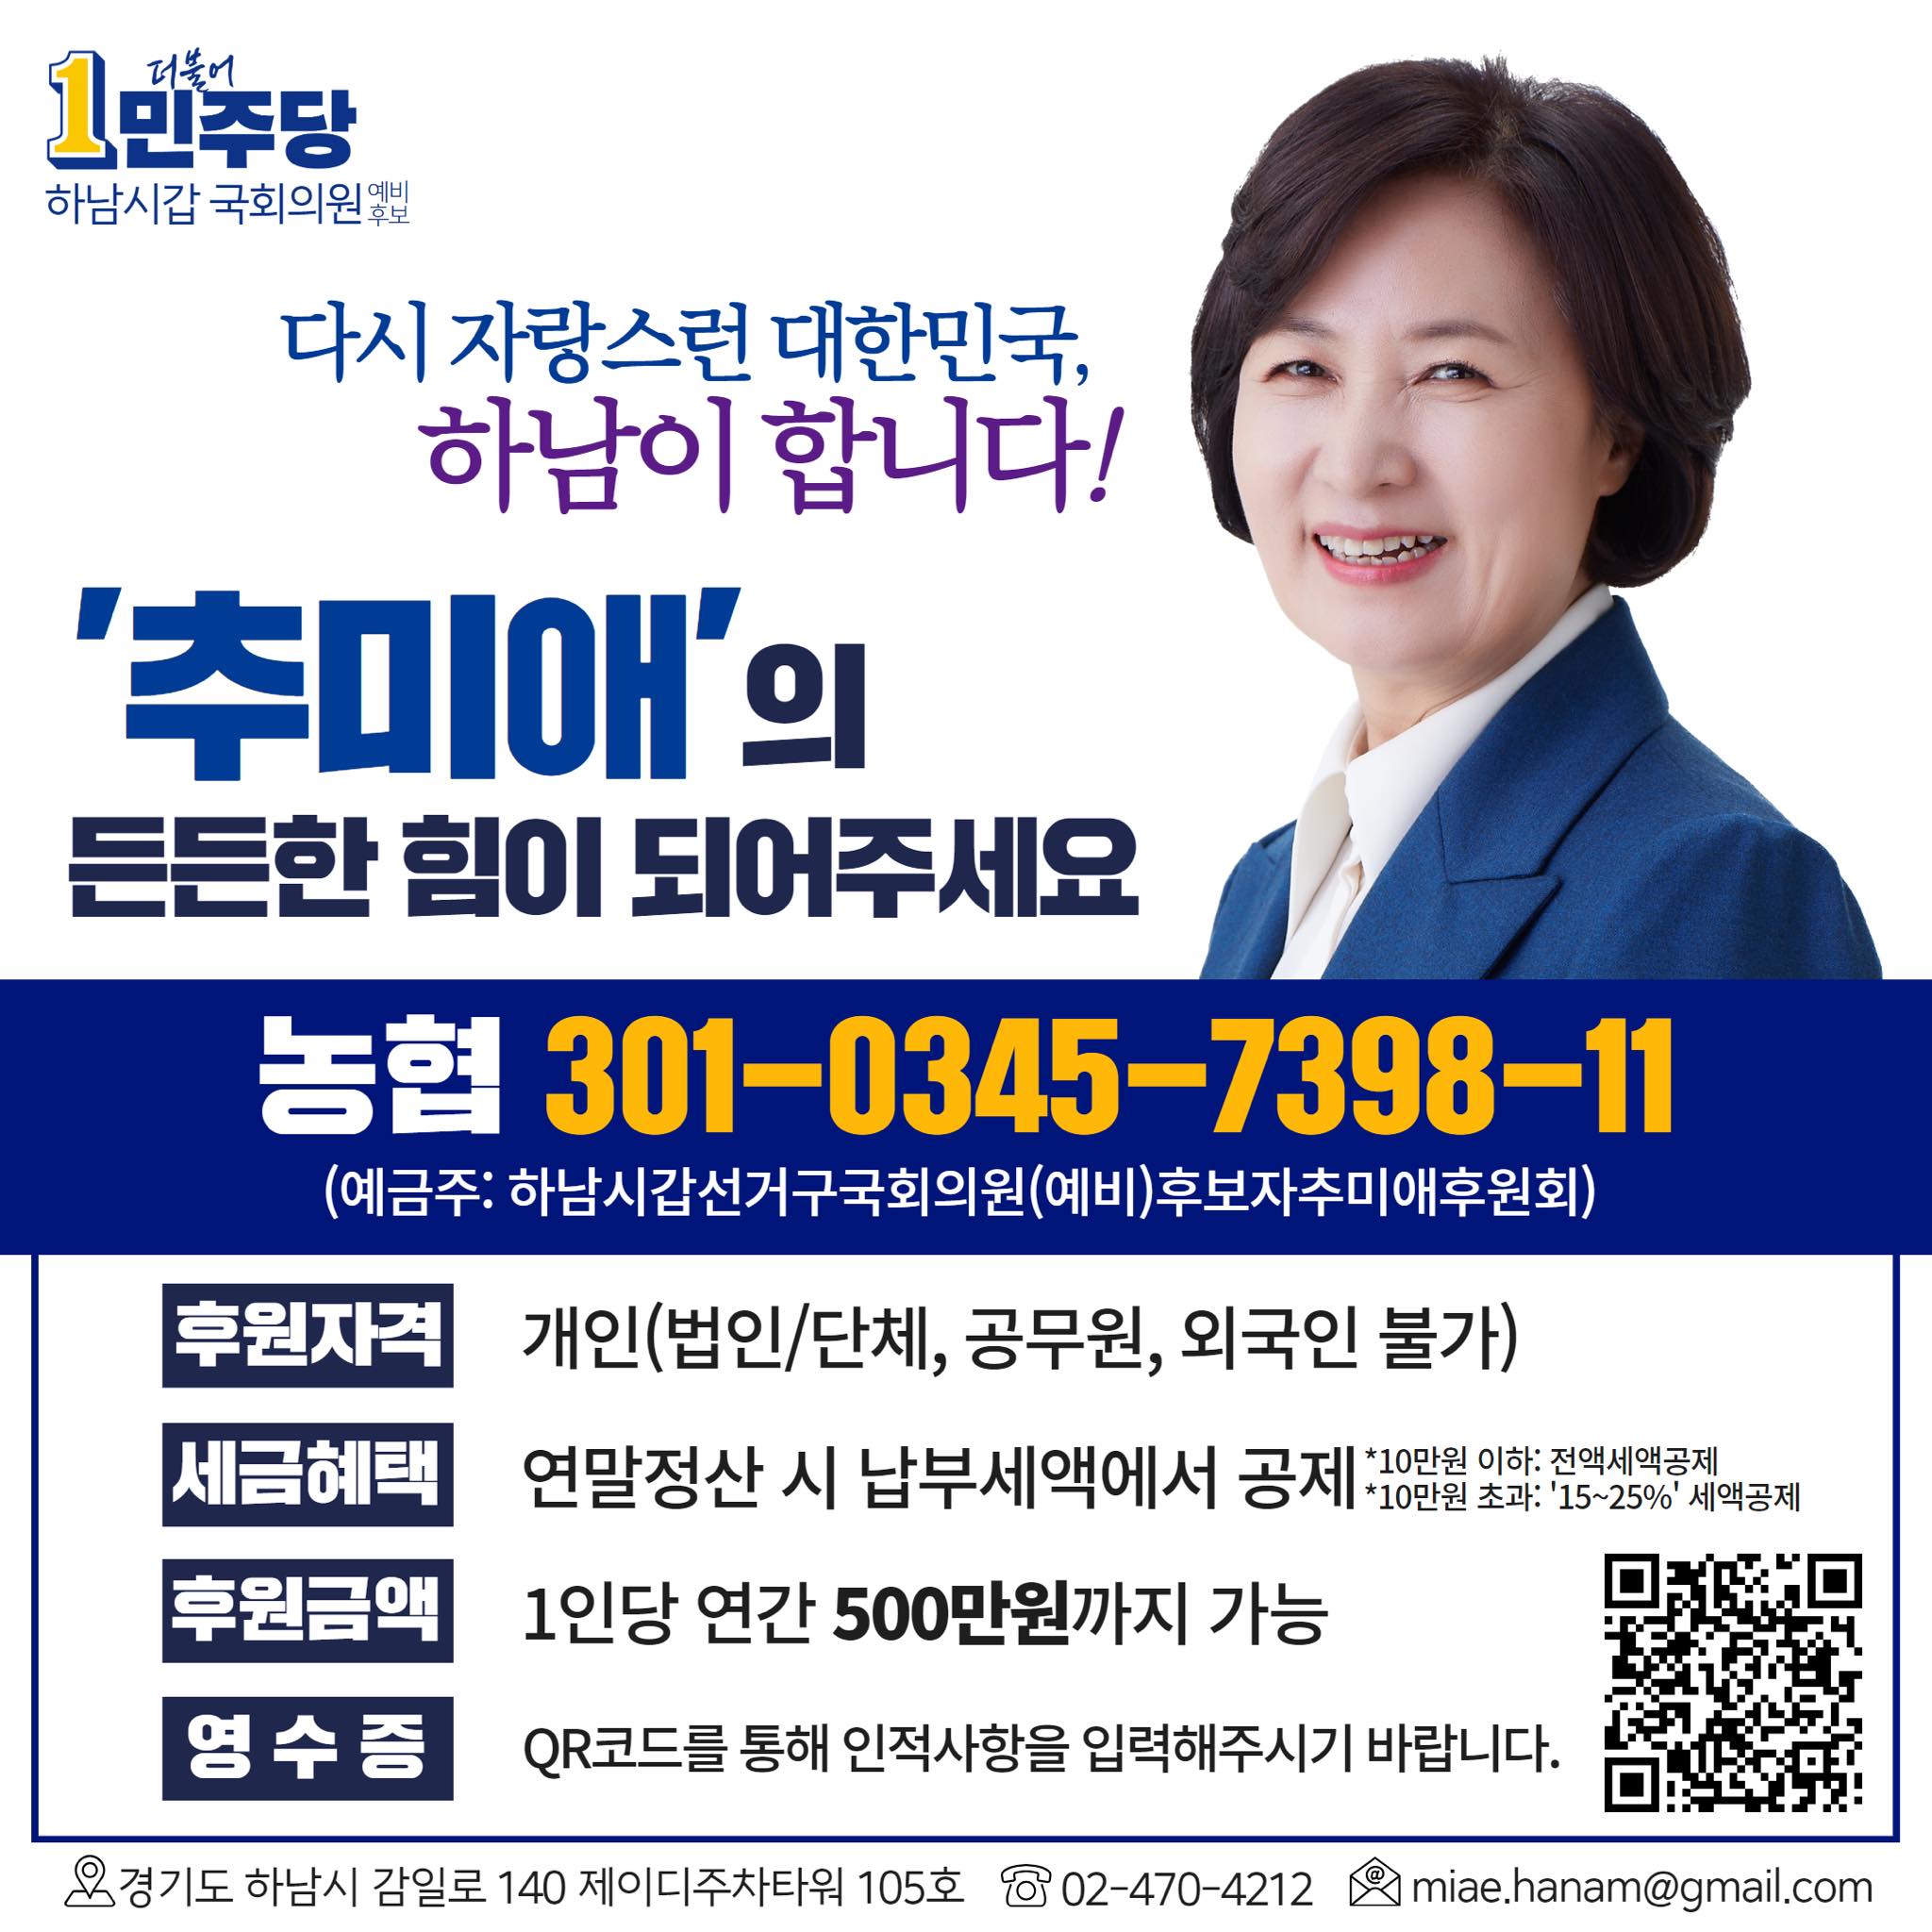 1 더불어
민주당
하남시갑 국회의원 예비후보
다시 자랑스런 대한민국,
하남이 합니다!
'추미애'의
든든한 힘이 되어주세요
농협 301-0345-7398-11
(예금주: 하남시갑선거구국회의원(예비)후보자추미애후원회)
후원자격 개인(법인/단체, 공무원, 외국인 불가)
세금혜택 연말정산 시 납부세액에서 공제
*10만원 이하: 전액세액공제
*10만원 초과: '15~25%' 세액공제
후원금액 1인당 연간 500만원까지 가능
영수증 QR코드를 통해 인적사항을 입력해주시기 바랍니다.
경기도 하남시 감일로 140 제이디주차타워 105호 02-470-4212 miae.hanam@gmail.com